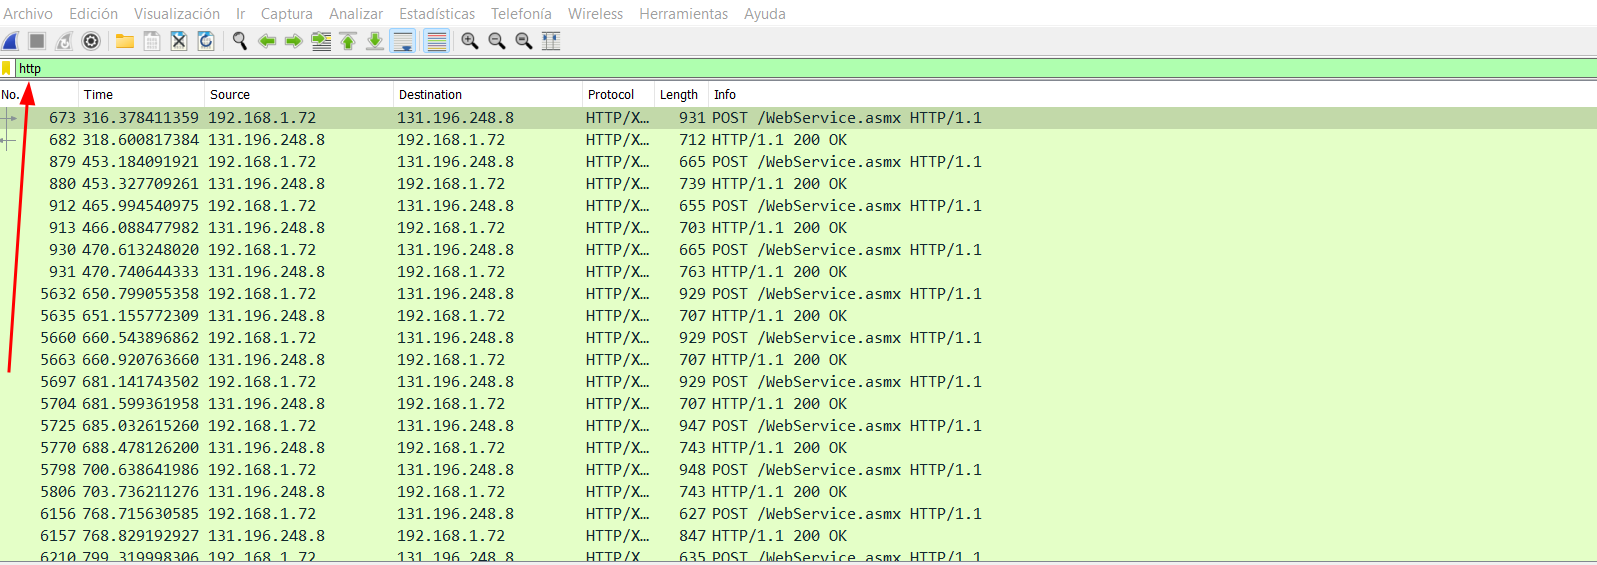 Archivo Edición Visualización Ir Captura Analizar Estadísticas Telefonía Wireless Herramientas Ayuda
http
No. Time Source Destination Protocol Length Info
673 316.378411359 192.168.1.72 131.196.248.8 HTTP/X… 931 POST /WebService.asmx HTTP/1.1
682 318.600817384 131.196.248.8 192.168.1.72 HTTP/X… 712 HTTP/1.1 200 OK
879 453.184091921 192.168.1.72 131.196.248.8 HTTP/X… 665 POST /WebService.asmx HTTP/1.1
880 453.327709261 131.196.248.8 192.168.1.72 HTTP/X… 739 HTTP/1.1 200 OK
912 465.994540975 192.168.1.72 131.196.248.8 HTTP/X… 655 POST /WebService.asmx HTTP/1.1
913 466.088477982 131.196.248.8 192.168.1.72 HTTP/X… 703 HTTP/1.1 200 OK
930 470.613248020 192.168.1.72 131.196.248.8 HTTP/X… 665 POST /WebService.asmx HTTP/1.1
931 470.740644333 131.196.248.8 192.168.1.72 HTTP/X… 763 HTTP/1.1 200 OK
5632 650.799055358 192.168.1.72 131.196.248.8 HTTP/X… 929 POST /WebService.asmx HTTP/1.1
5635 651.155772309 131.196.248.8 192.168.1.72 HTTP/X… 707 HTTP/1.1 200 OK
5660 660.543896862 192.168.1.72 131.196.248.8 HTTP/X… 929 POST /WebService.asmx HTTP/1.1
5663 660.920763660 131.196.248.8 192.168.1.72 HTTP/X… 707 HTTP/1.1 200 OK
5697 681.141743502 192.168.1.72 131.196.248.8 HTTP/X… 929 POST /WebService.asmx HTTP/1.1
5704 681.599361958 131.196.248.8 192.168.1.72 HTTP/X… 707 HTTP/1.1 200 OK
5725 685.032615260 192.168.1.72 131.196.248.8 HTTP/X… 947 POST /WebService.asmx HTTP/1.1
5770 688.478126200 131.196.248.8 192.168.1.72 HTTP/X… 743 HTTP/1.1 200 OK
5798 700.638641986 192.168.1.72 131.196.248.8 HTTP/X… 948 POST /WebService.asmx HTTP/1.1
5806 703.736211276 131.196.248.8 192.168.1.72 HTTP/X… 743 HTTP/1.1 200 OK
6156 768.715630585 192.168.1.72 131.196.248.8 HTTP/X… 627 POST /WebService.asmx HTTP/1.1
6157 768.829192927 131.196.248.8 192.168.1.72 HTTP/X… 847 HTTP/1.1 200 OK
6210 799.319998306 192.168.1.72 131.196.248.8 HTTP/X… 635 POST /WebService.asmx HTTP/1.1